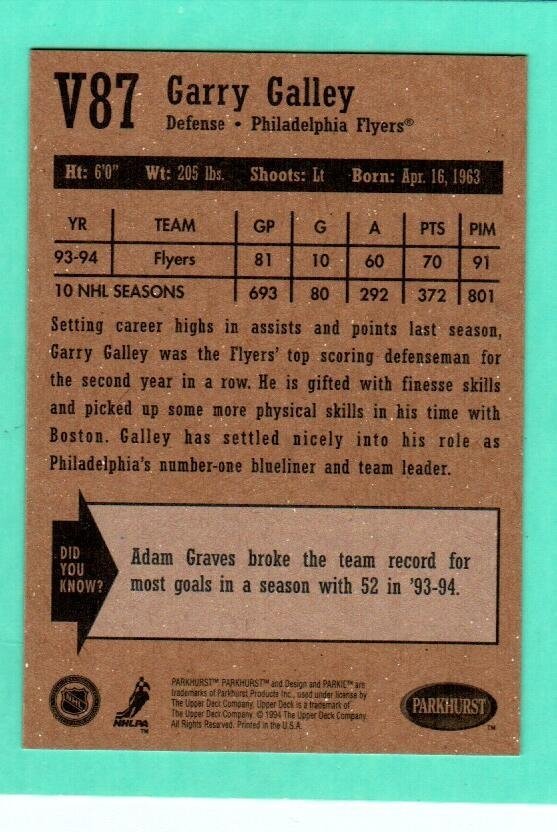 V87 Garry Galley
Defense • Philadelphia Flyers®
Ht: 6'0" Wt: 205 lbs. Shoots: Lt Born: Apr. 16, 1963
YR TEAM GP G A PTS PIM
93-94 Flyers 81 10 60 70 91
10 NHL SEASONS 693 80 292 372 801
Setting career highs in assists and points last season,
Garry Galley was the Flyers' top scoring defenseman for
the second year in a row. He is gifted with finesse skills
and picked up some more physical skills in his time with
Boston. Galley has settled nicely into his role as
Philadelphia's number-one blueliner and team leader.
DID
YOU
KNOW?
Adam Graves broke the team record for
most goals in a season with 52 in '93-94.
NHL
NHLPA
™
PARKHURST™ PARKHURST™ and Design and PARKIE™ are
trademarks of Parkhurst Products Inc., used under license by
The Upper Deck Company. Upper Deck is a trademark of
The Upper Deck Company. © 1994 The Upper Deck Company.
All Rights Reserved. Printed in the U.S.A.
PARKHURST
™